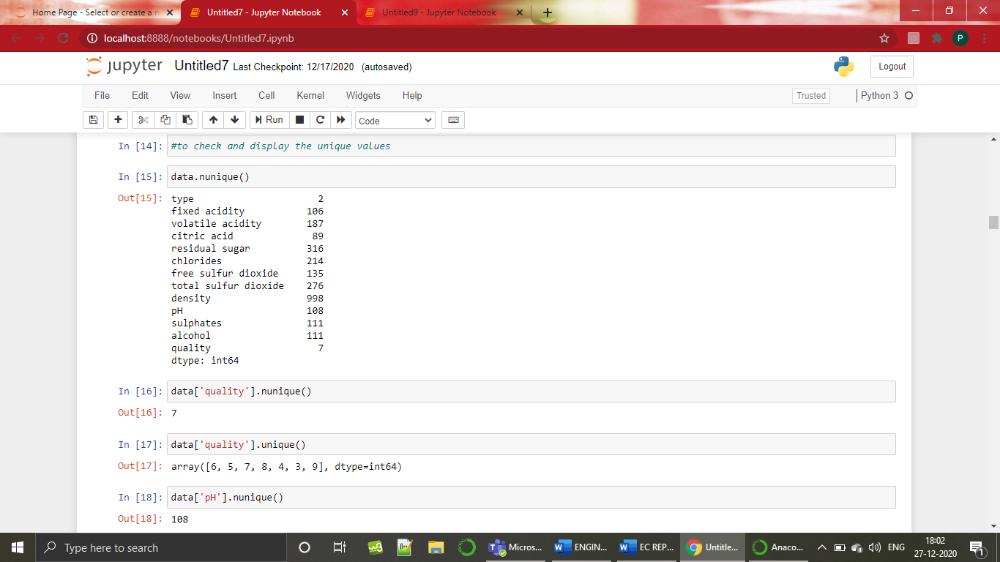 Home Page - Select or create a n
Untitled7 - Jupyter Notebook
Untitled9 - Jupyter Notebook
localhost:8888/notebooks/Untitled7.ipynb
P
jupyter Untitled7 Last Checkpoint: 12/17/2020 (autosaved)
Logout
File Edit View Insert Cell Kernel Widgets Help
Trusted
Python 3
Run
Code
In [14]: #to check and display the unique values
In [15]: data.nunique()
Out[15]: type 2
fixed acidity 106
volatile acidity 187
citric acid 89
residual sugar 316
chlorides 214
free sulfur dioxide 135
total sulfur dioxide 276
density 998
pH 108
sulphates 111
alcohol 111
quality 7
dtype: int64
In [16]: data['quality'].nunique()
Out[16]: 7
In [17]: data['quality'].unique()
Out[17]: array([6, 5, 7, 8, 4, 3, 9], dtype=int64)
In [18]: data['pH'].nunique()
Out[18]: 108
Type here to search
Micros...
ENGIN...
EC REP...
Untitle...
Anaco...
ENG
18:02
27-12-2020
1